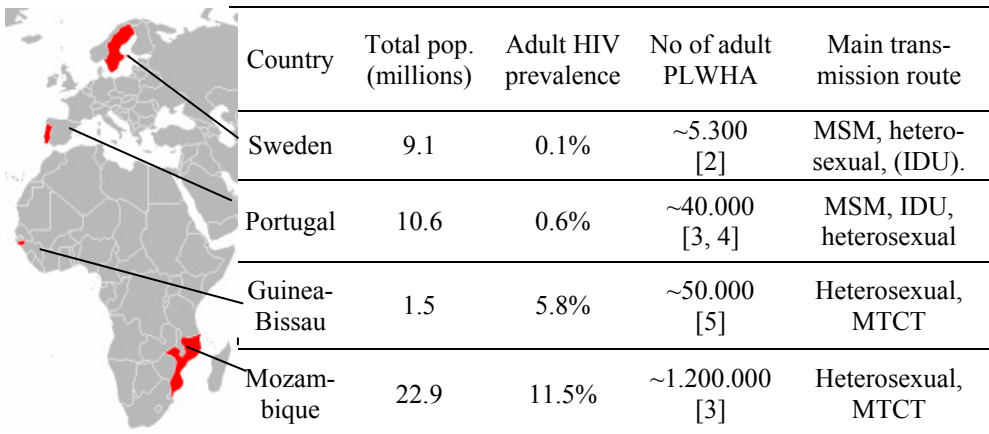 Country Total pop. (millions) Adult HIV prevalence No of adult PLWHA Main trans-mission route
Sweden 9.1 0.1% ~5.300 [2] MSM, hetero-sexual, (IDU).
Portugal 10.6 0.6% ~40.000 [3, 4] MSM, IDU, heterosexual
Guinea-Bissau 1.5 5.8% ~50.000 [5] Heterosexual, MTCT
Mozam-bique 22.9 11.5% ~1.200.000 [3] Heterosexual, MTCT